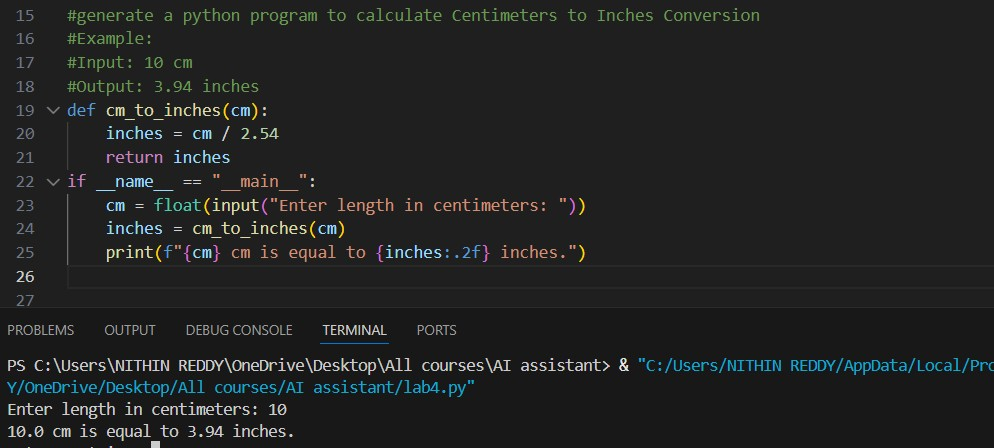 15 #generate a python program to calculate Centimeters to Inches Conversion
16 #Example:
17 #Input: 10 cm
18 #Output: 3.94 inches
19 def cm_to_inches(cm):
20     inches = cm / 2.54
21     return inches
22 if __name__ == "__main__":
23     cm = float(input("Enter length in centimeters: "))
24     inches = cm_to_inches(cm)
25     print(f"{cm} cm is equal to {inches:.2f} inches.")
26
27
PROBLEMS OUTPUT DEBUG CONSOLE TERMINAL PORTS
PS C:\Users\NITHIN REDDY\OneDrive\Desktop\All courses\AI assistant> & "C:/Users/NITHIN REDDY/AppData/Local/Pro
Y/OneDrive/Desktop/All courses/AI assistant/lab4.py"
Enter length in centimeters: 10
10.0 cm is equal to 3.94 inches.